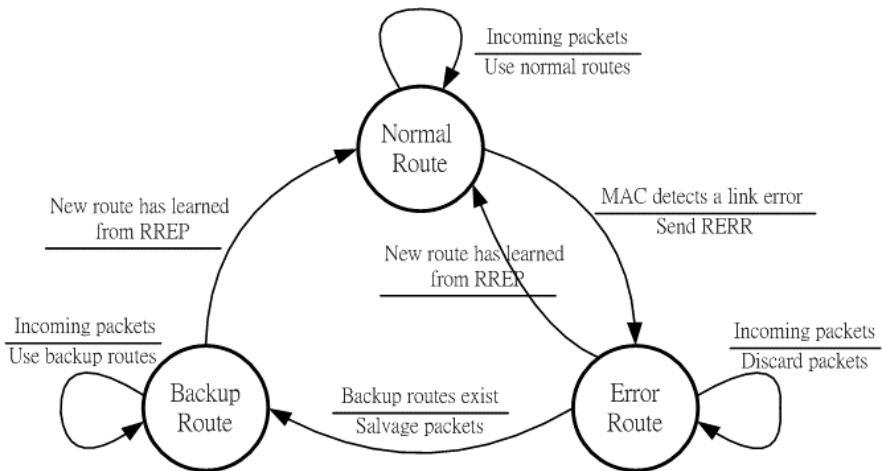 Incoming packets
Use normal routes
Normal
Route
MAC detects a link error
Send RERR
New route has learned
from RREP
New route has learned
from RREP
Incoming packets
Use backup routes
Backup
Route
Backup routes exist
Salvage packets
Error
Route
Incoming packets
Discard packets